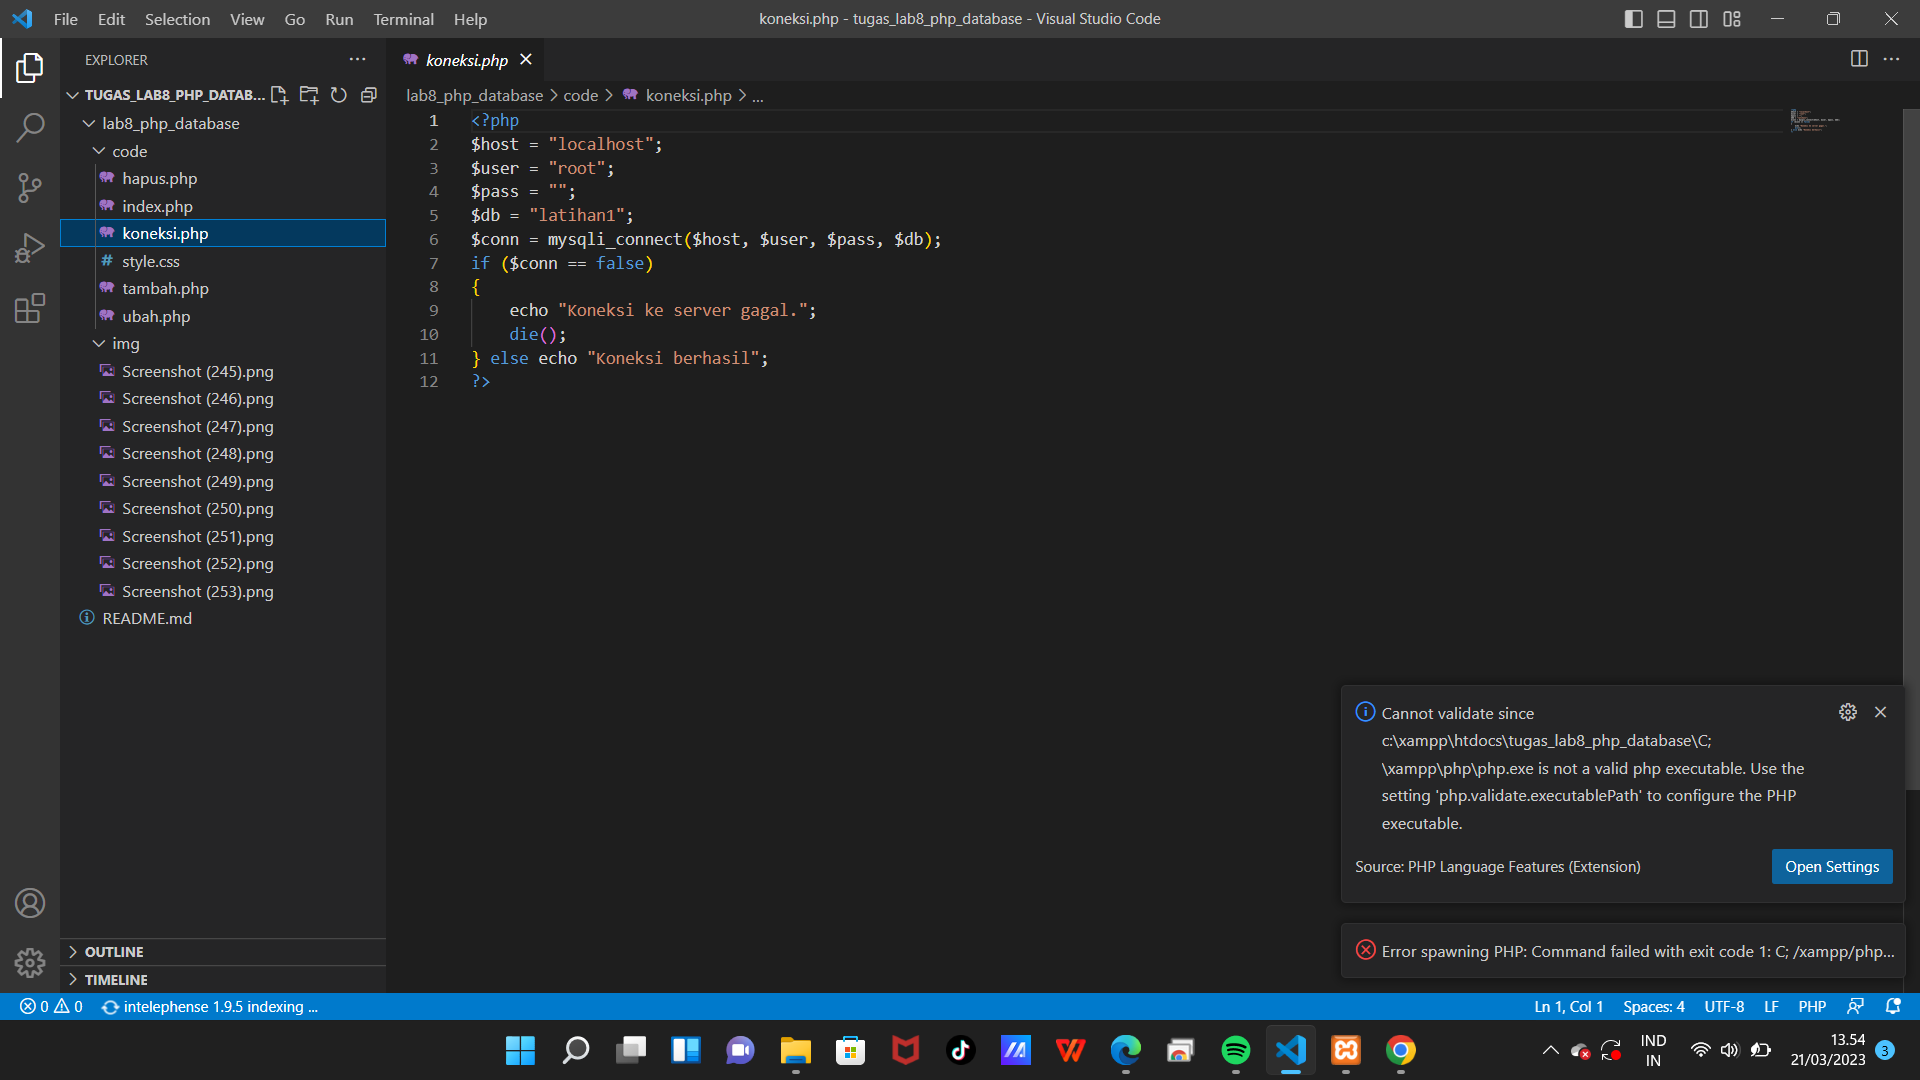 File Edit Selection View Go Run Terminal Help
koneksi.php - tugas_lab8_php_database - Visual Studio Code
EXPLORER
TUGAS_LAB8_PHP_DATAB...
lab8_php_database
code
hapus.php
index.php
koneksi.php
# style.css
tambah.php
ubah.php
img
Screenshot (245).png
Screenshot (246).png
Screenshot (247).png
Screenshot (248).png
Screenshot (249).png
Screenshot (250).png
Screenshot (251).png
Screenshot (252).png
Screenshot (253).png
README.md
OUTLINE
TIMELINE
koneksi.php
lab8_php_database > code > koneksi.php > ...
1 <?php
2 $host = "localhost";
3 $user = "root";
4 $pass = "";
5 $db = "latihan1";
6 $conn = mysqli_connect($host, $user, $pass, $db);
7 if ($conn == false)
8 {
9 echo "Koneksi ke server gagal.";
10 die();
11 } else echo "Koneksi berhasil";
12 ?>
Cannot validate since
c:\xampp\htdocs\tugas_lab8_php_database\C;
\xampp\php\php.exe is not a valid php executable. Use the
setting 'php.validate.executablePath' to configure the PHP
executable.
Source: PHP Language Features (Extension)
Open Settings
Error spawning PHP: Command failed with exit code 1: C; /xampp/php...
0 0 intelephense 1.9.5 indexing ...
Ln 1, Col 1 Spaces: 4 UTF-8 LF PHP
IND
IN
13.54
21/03/2023
3